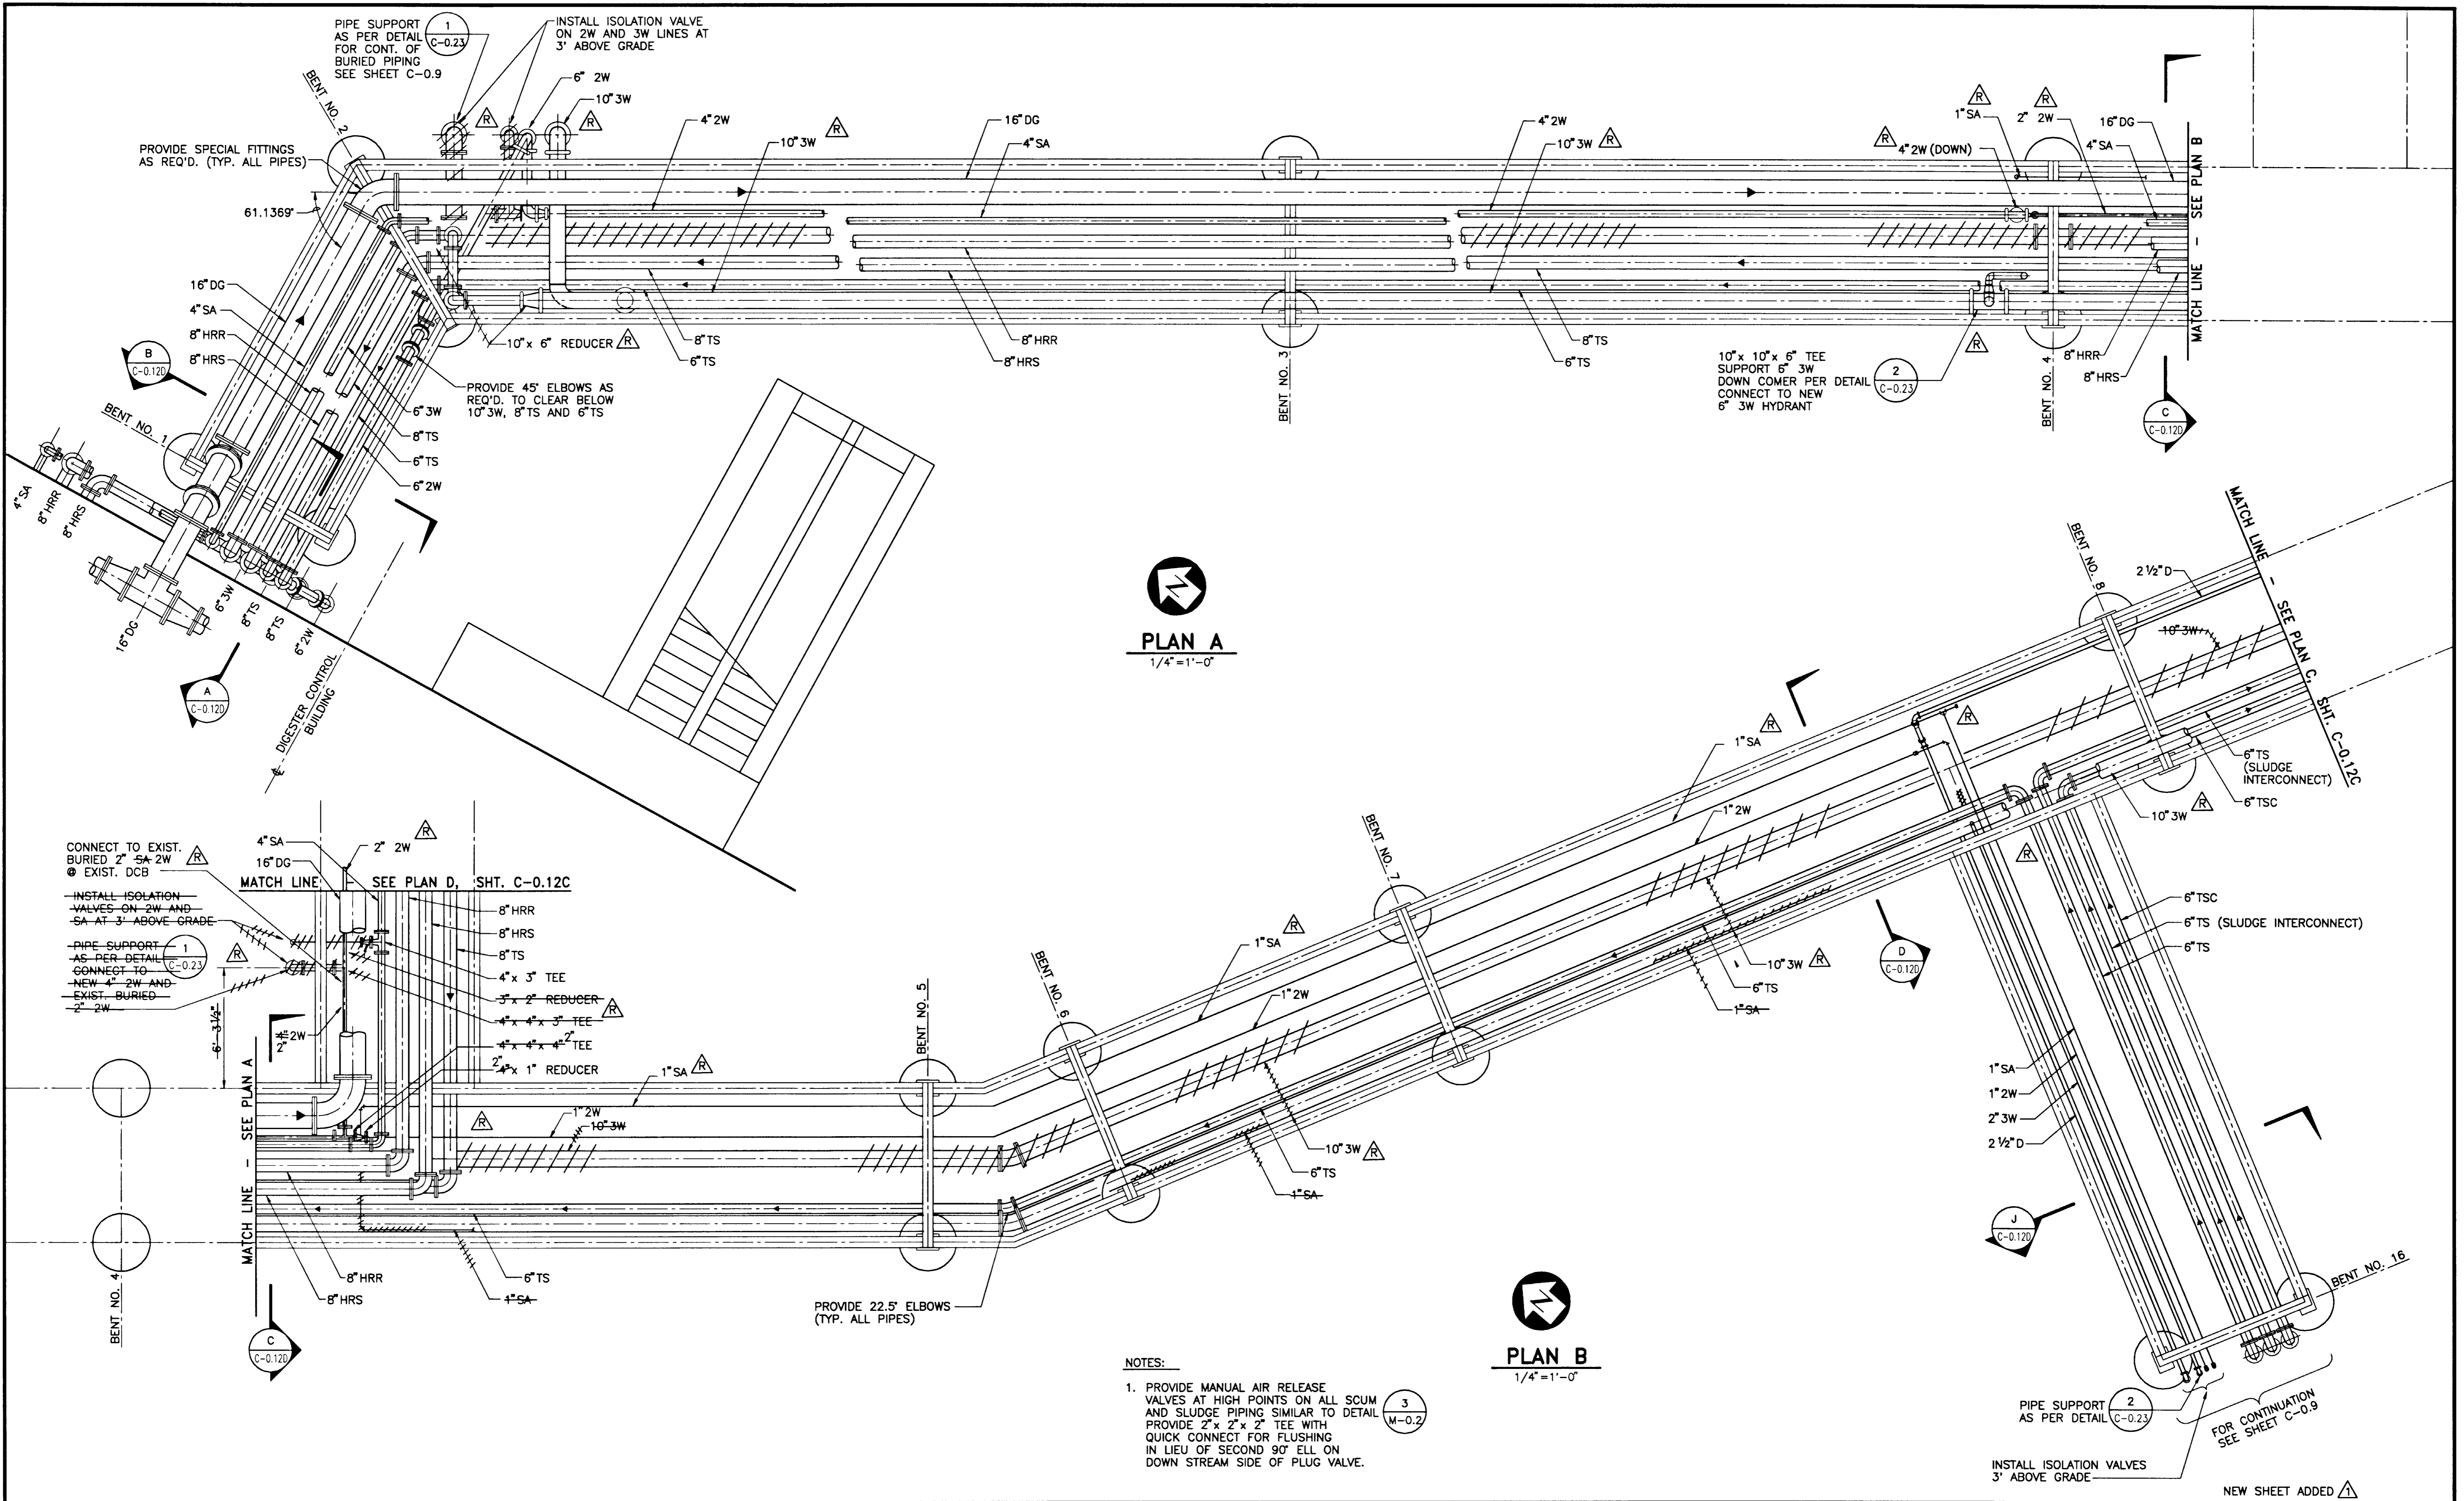 PIPE SUPPORT
AS PER DETAIL
FOR CONT. OF
BURIED PIPING
SEE SHEET C-0.9
1
C-0.23
INSTALL ISOLATION VALVE
ON 2W AND 3W LINES AT
3' ABOVE GRADE
6" 2W
10" 3W
R
R
BENT NO. 2
PROVIDE SPECIAL FITTINGS
AS REQ'D. (TYP. ALL PIPES)
61.1369°
4" 2W
10" 3W
R
16" DG
4" SA
4" 2W
10" 3W
R
R
1" SA
R
2" 2W
R
4" 2W (DOWN)
16" DG
4" SA
MATCH LINE - SEE PLAN B
16" DG
4" SA
8" HRR
8" HRS
B
C-0.12D
BENT NO. 1
10" x 6" REDUCER
R
8" TS
6" TS
8" HRR
8" HRS
BENT NO. 3
8" TS
6" TS
10" x 10" x 6" TEE
SUPPORT 6" 3W
DOWN COMER PER DETAIL
CONNECT TO NEW
6" 3W HYDRANT
2
C-0.23
R
BENT NO. 4
8" HRR
8" HRS
C
C-0.12D
PROVIDE 45° ELBOWS AS
REQ'D. TO CLEAR BELOW
10" 3W, 8" TS AND 6" TS
6" 3W
8" TS
6" TS
6" 2W
4" SA
8" HRR
8" HRS
16" DG
6" 3W
8" TS
8" TS
6" 2W
A
C-0.12D
DIGESTER CONTROL
BUILDING
N
PLAN A
1/4"=1'-0"
MATCH LINE - SEE PLAN C, SHT. C-0.12C
BENT NO. 8
2 1/2" D
10" 3W
R
6" TS
(SLUDGE
INTERCONNECT)
6" TSC
10" 3W
R
R
1" SA
R
1" 2W
BENT NO. 7
10" 3W
R
6" TS
1" SA
D
C-0.12D
6" TSC
6" TS (SLUDGE INTERCONNECT)
6" TS
1" SA
1" 2W
2" 3W
2 1/2" D
J
C-0.12D
BENT NO. 16
CONNECT TO EXIST.
BURIED 2" SA 2W
@ EXIST. DCB
R
INSTALL ISOLATION
VALVES ON 2W AND
SA AT 3' ABOVE GRADE
PIPE SUPPORT
AS PER DETAIL
CONNECT TO
NEW 4" 2W AND
EXIST. BURIED
2" 2W
1
C-0.23
R
4" SA
16" DG
2" 2W
R
MATCH LINE - SEE PLAN D, SHT. C-0.12C
8" HRR
8" HRS
8" TS
4" x 3" TEE
3" x 2" REDUCER
4" x 4" x 3" TEE
R
4" x 4" x 4" 2" TEE
2" 4" x 1" REDUCER
6'-3 1/2"
4" 2W
2"
1" SA
R
1" 2W
10" 3W
R
MATCH LINE - SEE PLAN A
BENT NO. 4
BENT NO. 5
BENT NO. 6
1" SA
R
1" 2W
10" 3W
R
6" TS
1" SA
8" HRR
8" HRS
6" TS
1" SA
C
C-0.12D
PROVIDE 22.5° ELBOWS
(TYP. ALL PIPES)
N
PLAN B
1/4"=1'-0"
NOTES:
1. PROVIDE MANUAL AIR RELEASE
VALVES AT HIGH POINTS ON ALL SCUM
AND SLUDGE PIPING SIMILAR TO DETAIL
PROVIDE 2" x 2" x 2" TEE WITH
QUICK CONNECT FOR FLUSHING
IN LIEU OF SECOND 90° ELL ON
DOWN STREAM SIDE OF PLUG VALVE.
3
M-0.2
PIPE SUPPORT
AS PER DETAIL
2
C-0.23
FOR CONTINUATION
SEE SHEET C-0.9
INSTALL ISOLATION VALVES
3' ABOVE GRADE
NEW SHEET ADDED
1